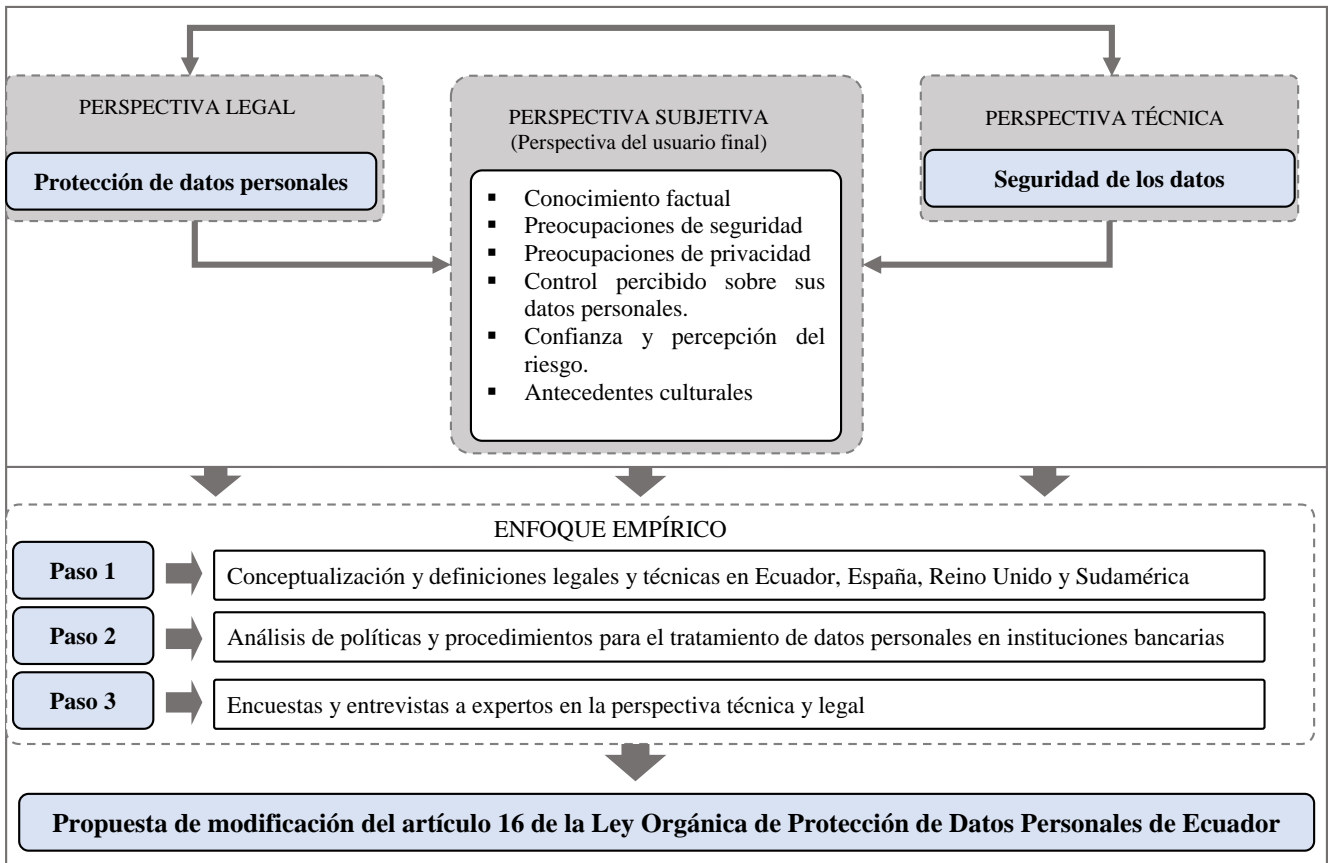 PERSPECTIVA LEGAL
Protección de datos personales
PERSPECTIVA SUBJETIVA
(Perspectiva del usuario final)
▪ Conocimiento factual
▪ Preocupaciones de seguridad
▪ Preocupaciones de privacidad
▪ Control percibido sobre sus
datos personales.
▪ Confianza y percepción del
riesgo.
▪ Antecedentes culturales
PERSPECTIVA TÉCNICA
Seguridad de los datos
ENFOQUE EMPÍRICO
Paso 1
Conceptualización y definiciones legales y técnicas en Ecuador, España, Reino Unido y Sudamérica
Paso 2
Análisis de políticas y procedimientos para el tratamiento de datos personales en instituciones bancarias
Paso 3
Encuestas y entrevistas a expertos en la perspectiva técnica y legal
Propuesta de modificación del artículo 16 de la Ley Orgánica de Protección de Datos Personales de Ecuador